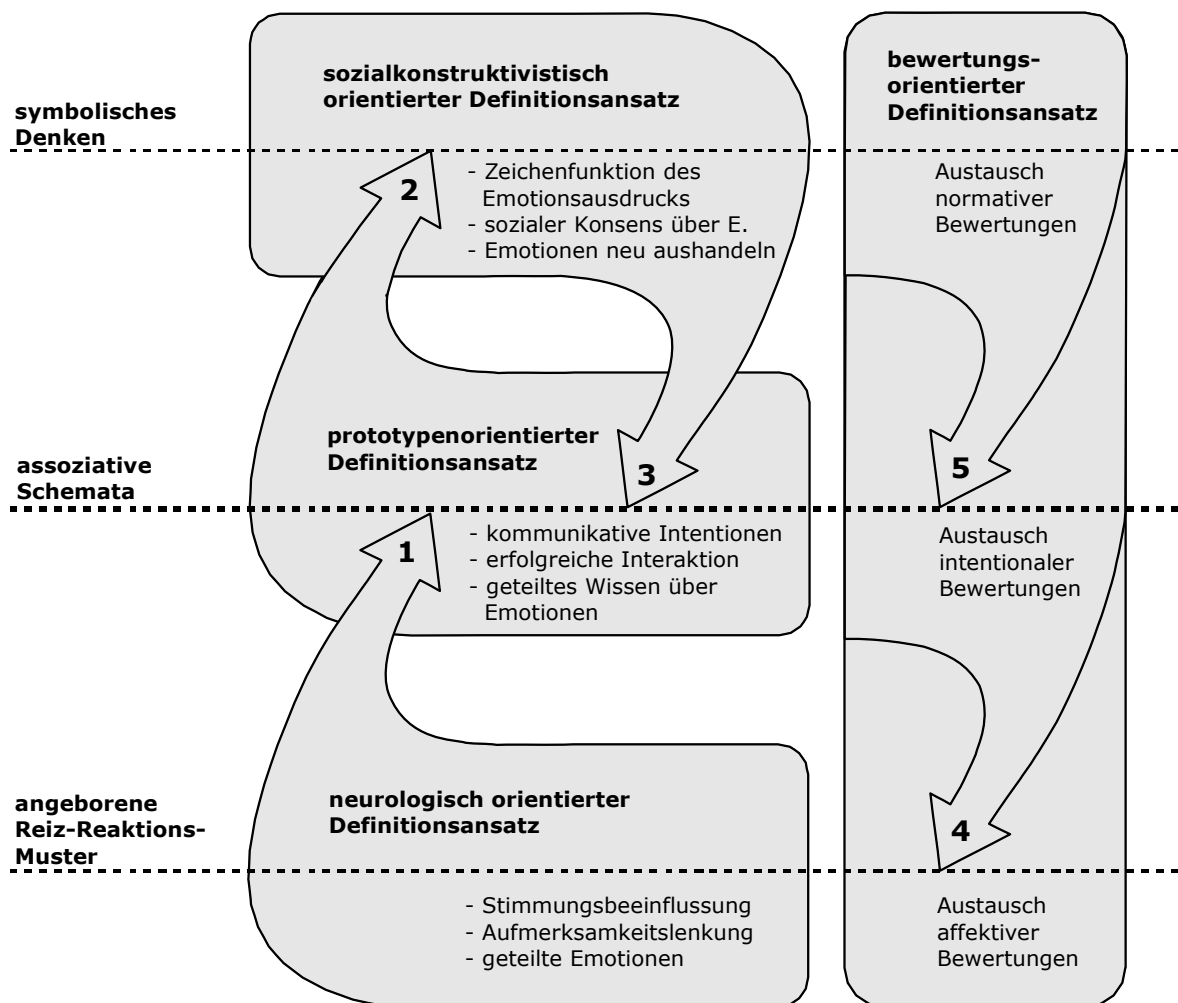 sozialkonstruktivistisch
orientierter Definitionsansatz
bewertungs-
orientierter
Definitionsansatz
symbolisches
Denken
2
- Zeichenfunktion des
Emotionsausdrucks
- sozialer Konsens über E.
- Emotionen neu aushandeln
Austausch
normativer
Bewertungen
prototypenorientierter
Definitionsansatz
3
5
assoziative
Schemata
1
- kommunikative Intentionen
- erfolgreiche Interaktion
- geteiltes Wissen über
Emotionen
Austausch
intentionaler
Bewertungen
neurologisch orientierter
Definitionsansatz
4
angeborene
Reiz-Reaktions-
Muster
- Stimmungsbeeinflussung
- Aufmerksamkeitslenkung
- geteilte Emotionen
Austausch
affektiver
Bewertungen